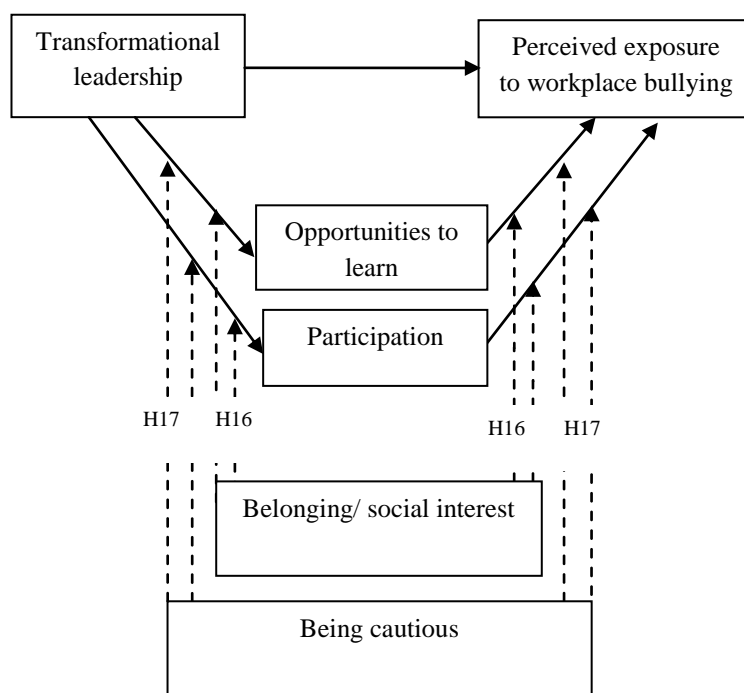 Transformational
leadership
Perceived exposure
to workplace bullying
Opportunities to
learn
Participation
H17
H16
H16
H17
Belonging/ social interest
Being cautious